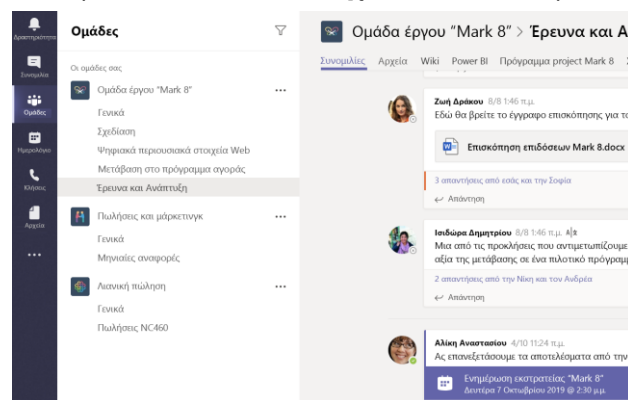 Δραστηριότητα
Συνομιλία
Ομάδες
Ημερολόγιο
Κλήσεις
Αρχεία
Ομάδες
Οι ομάδες σας
Ομάδα έργου "Mark 8"
Γενικά
Σχεδίαση
Ψηφιακά περιουσιακά στοιχεία Web
Μετάβαση στο πρόγραμμα αγοράς
Έρευνα και Ανάπτυξη
Πωλήσεις και μάρκετινγκ
Γενικά
Μηνιαίες αναφορές
Λιανική πώληση
Γενικά
Πωλήσεις NC460
Ομάδα έργου "Mark 8" > Έρευνα και Α
Συνομιλίες Αρχεία Wiki Power BI Πρόγραμμα project Mark 8
Ζωή Δράκου 8/8 1:46 π.μ.
Εδώ θα βρείτε το έγγραφο επισκόπησης για το
Επισκόπηση επιδόσεων Mark 8.docx
3 απαντήσεις από εσάς και την Σοφία
Απάντηση
Ισιδώρα Δημητρίου 8/8 1:46 π.μ.
Μια από τις προκλήσεις που αντιμετωπίζουμε
αξία της μετάβασης σε ένα πιλοτικό πρόγραμ
2 απαντήσεις από την Νίκη και τον Ανδρέα
Απάντηση
Αλίκη Αναστασίου 4/10 11:24 π.μ.
Ας επανεξετάσουμε τα αποτελέσματα από την
Ενημέρωση εκστρατείας "Mark 8"
Δευτέρα 7 Οκτωβρίου 2019 @ 2:30 μ.μ.